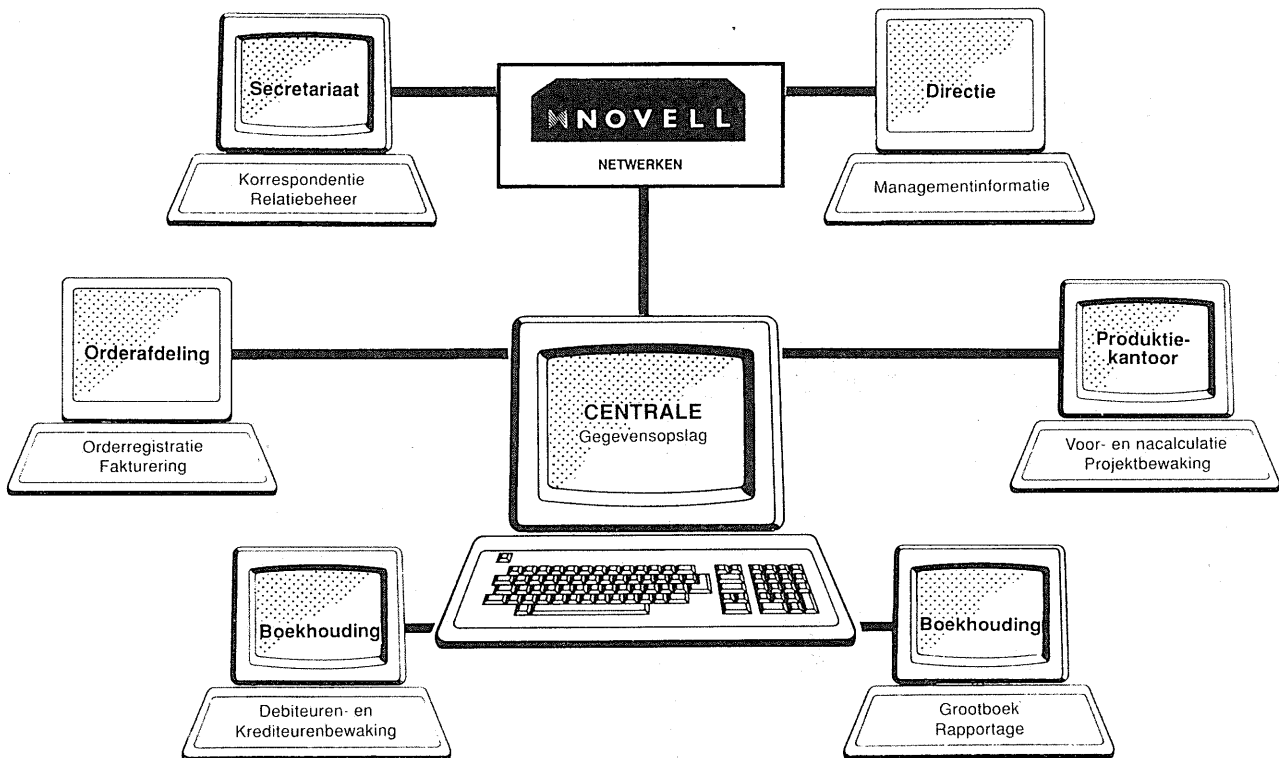 Secretariaat
Korrespondentie
Relatiebeheer
NOVELL
NETWERKEN
Directie
Managementinformatie
Orderafdeling
Orderregistratie
Fakturering
CENTRALE
Gegevensopslag
Produktie-
kantoor
Voor- en nacalculatie
Projektbewaking
Boekhouding
Debiteuren- en
Krediteurenbewaking
Boekhouding
Grootboek
Rapportage